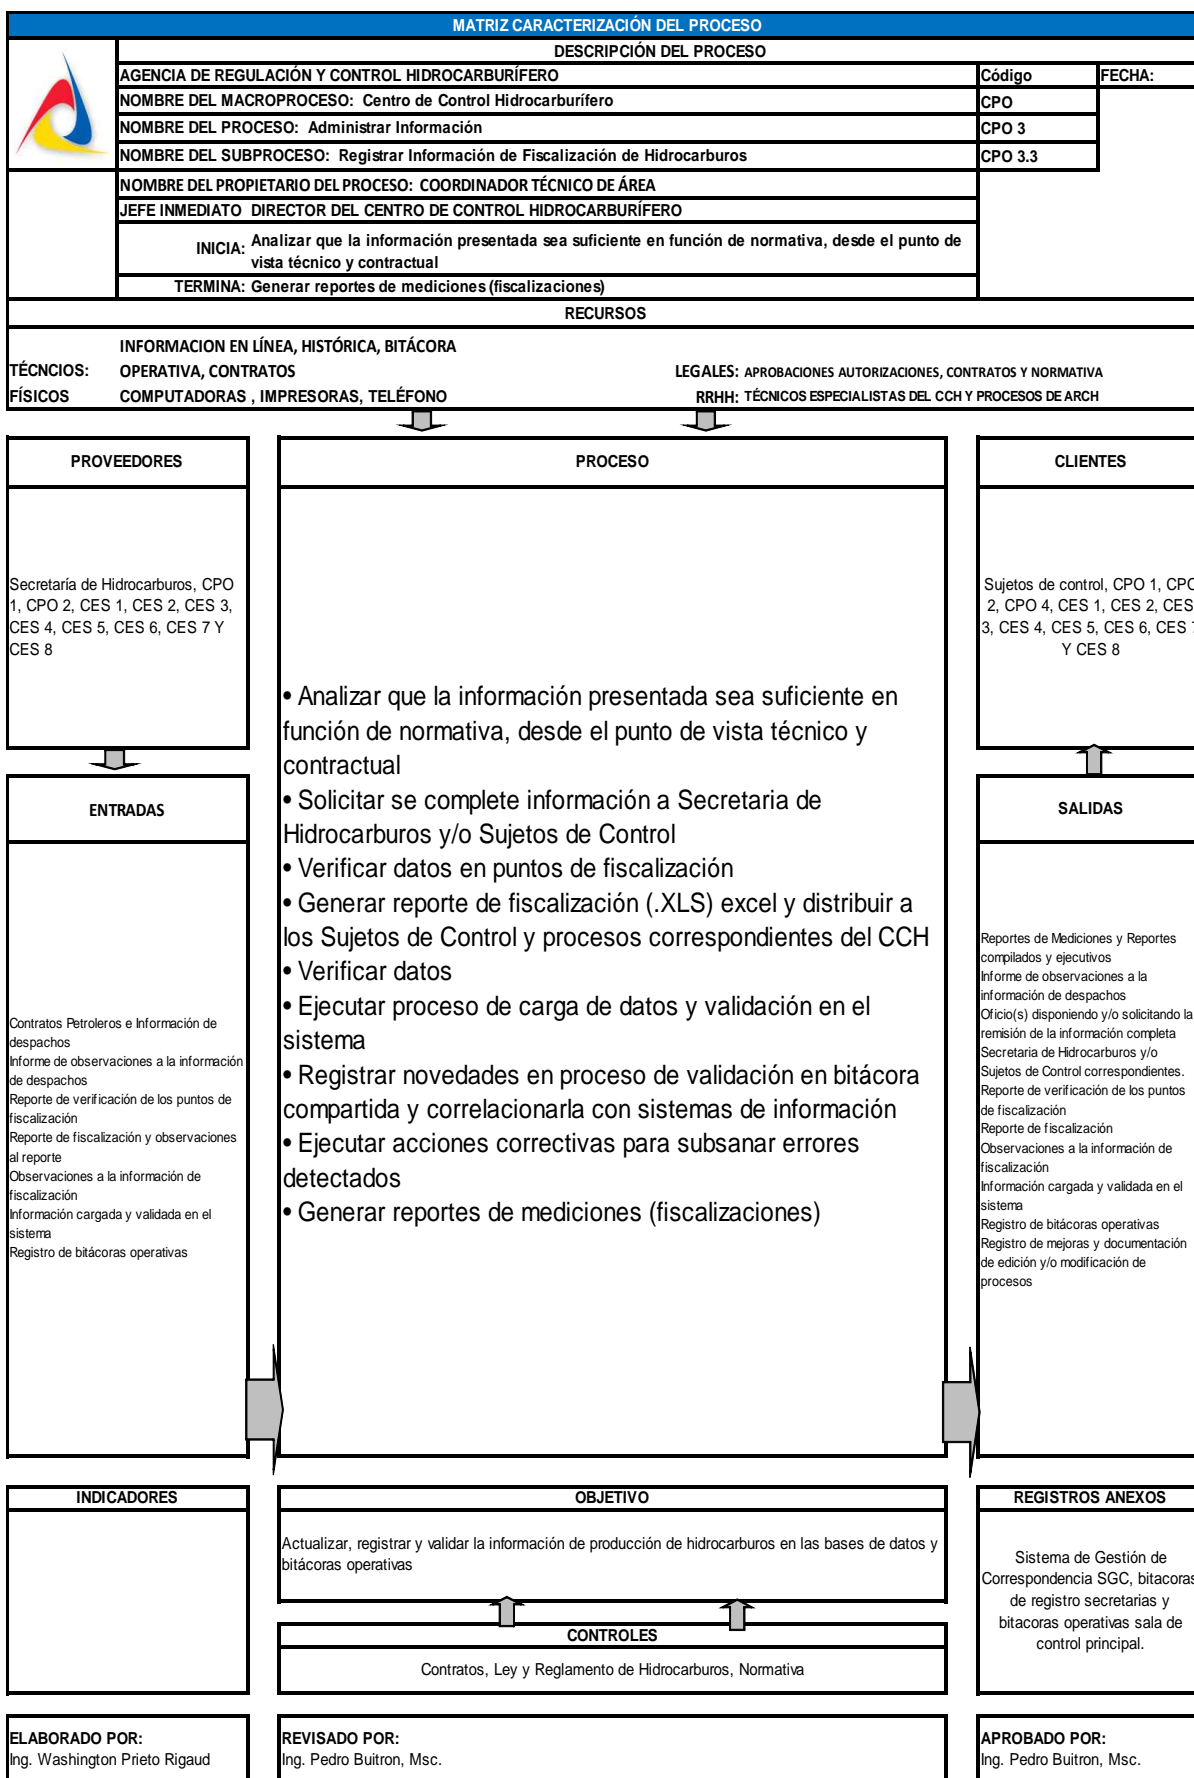 MATRIZ CARACTERIZACIÓN DEL PROCESO
DESCRIPCIÓN DEL PROCESO
AGENCIA DE REGULACIÓN Y CONTROL HIDROCARBURÍFERO
Código
FECHA:
NOMBRE DEL MACROPROCESO: Centro de Control Hidrocarburífero
CPO
NOMBRE DEL PROCESO: Administrar Información
CPO 3
NOMBRE DEL SUBPROCESO: Registrar Información de Fiscalización de Hidrocarburos
CPO 3.3
NOMBRE DEL PROPIETARIO DEL PROCESO: COORDINADOR TÉCNICO DE ÁREA
JEFE INMEDIATO DIRECTOR DEL CENTRO DE CONTROL HIDROCARBURÍFERO
INICIA: Analizar que la información presentada sea suficiente en función de normativa, desde el punto de
vista técnico y contractual
TERMINA: Generar reportes de mediciones (fiscalizaciones)
RECURSOS
INFORMACION EN LÍNEA, HISTÓRICA, BITÁCORA
TÉCNCIOS: OPERATIVA, CONTRATOS
LEGALES: APROBACIONES AUTORIZACIONES, CONTRATOS Y NORMATIVA
FÍSICOS COMPUTADORAS , IMPRESORAS, TELÉFONO
RRHH: TÉCNICOS ESPECIALISTAS DEL CCH Y PROCESOS DE ARCH
PROVEEDORES
Secretaría de Hidrocarburos, CPO
1, CPO 2, CES 1, CES 2, CES 3,
CES 4, CES 5, CES 6, CES 7 Y
CES 8
ENTRADAS
Contratos Petroleros e Información de
despachos
Informe de observaciones a la información
de despachos
Reporte de verificación de los puntos de
fiscalización
Reporte de fiscalización y observaciones
al reporte
Observaciones a la información de
fiscalización
Información cargada y validada en el
sistema
Registro de bitácoras operativas
PROCESO
• Analizar que la información presentada sea suficiente en
función de normativa, desde el punto de vista técnico y
contractual
• Solicitar se complete información a Secretaria de
Hidrocarburos y/o Sujetos de Control
• Verificar datos en puntos de fiscalización
• Generar reporte de fiscalización (.XLS) excel y distribuir a
los Sujetos de Control y procesos correspondientes del CCH
• Verificar datos
• Ejecutar proceso de carga de datos y validación en el
sistema
• Registrar novedades en proceso de validación en bitácora
compartida y correlacionarla con sistemas de información
• Ejecutar acciones correctivas para subsanar errores
detectados
• Generar reportes de mediciones (fiscalizaciones)
CLIENTES
Sujetos de control, CPO 1, CPO
2, CPO 4, CES 1, CES 2, CES
3, CES 4, CES 5, CES 6, CES 7
Y CES 8
SALIDAS
Reportes de Mediciones y Reportes
compilados y ejecutivos
Informe de observaciones a la
información de despachos
Oficio(s) disponiendo y/o solicitando la
remisión de la información completa
Secretaria de Hidrocarburos y/o
Sujetos de Control correspondientes.
Reporte de verificación de los puntos
de fiscalización
Reporte de fiscalización
Observaciones a la información de
fiscalización
Información cargada y validada en el
sistema
Registro de bitácoras operativas
Registro de mejoras y documentación
de edición y/o modificación de
procesos
INDICADORES
OBJETIVO
Actualizar, registrar y validar la información de producción de hidrocarburos en las bases de datos y
bitácoras operativas
CONTROLES
Contratos, Ley y Reglamento de Hidrocarburos, Normativa
REGISTROS ANEXOS
Sistema de Gestión de
Correspondencia SGC, bitacoras
de registro secretarias y
bitacoras operativas sala de
control principal.
ELABORADO POR:
Ing. Washington Prieto Rigaud
REVISADO POR:
Ing. Pedro Buitron, Msc.
APROBADO POR:
Ing. Pedro Buitron, Msc.